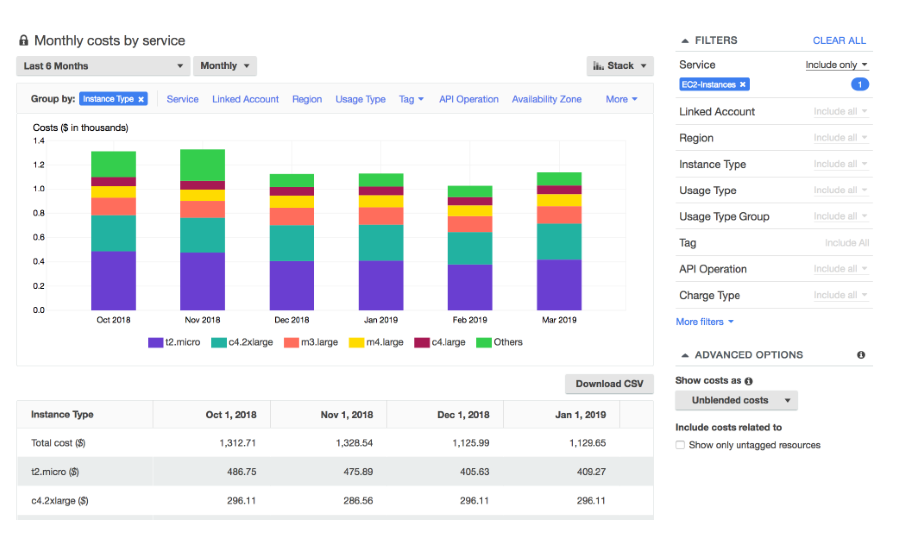 Monthly costs by service
Last 6 Months Monthly Stack
Group by: Instance Type × Service Linked Account Region Usage Type Tag API Operation Availability Zone More
Costs ($ in thousands)
1.4
1.2
1.0
0.8
0.6
0.4
0.2
0.0
Oct 2018 Nov 2018 Dec 2018 Jan 2019 Feb 2019 Mar 2019
t2.micro c4.2xlarge m3.large m4.large c4.large Others
Download CSV
Instance Type Oct 1, 2018 Nov 1, 2018 Dec 1, 2018 Jan 1, 2019
Total cost ($) 1,312.71 1,328.54 1,125.99 1,129.65
t2.micro ($) 486.75 475.89 405.63 409.27
c4.2xlarge ($) 296.11 286.56 296.11 296.11
FILTERS CLEAR ALL
Service Include only
EC2-Instances × 1
Linked Account Include all
Region Include all
Instance Type Include all
Usage Type Include all
Usage Type Group Include all
Tag Include All
API Operation Include all
Charge Type Include all
More filters
ADVANCED OPTIONS
Show costs as
Unblended costs
Include costs related to
Show only untagged resources